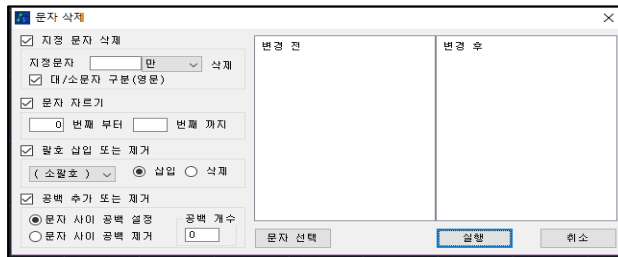 문자 삭제
지정 문자 삭제
지정문자 만 삭제
대/소문자 구분(영문)
문자 자르기
0 번째 부터 번째 까지
괄호 삽입 또는 제거
( 소괄호 ) 삽입 삭제
공백 추가 또는 제거
문자 사이 공백 설정 공백 개수
문자 사이 공백 제거 0
변경 전
변경 후
문자 선택 실행 취소